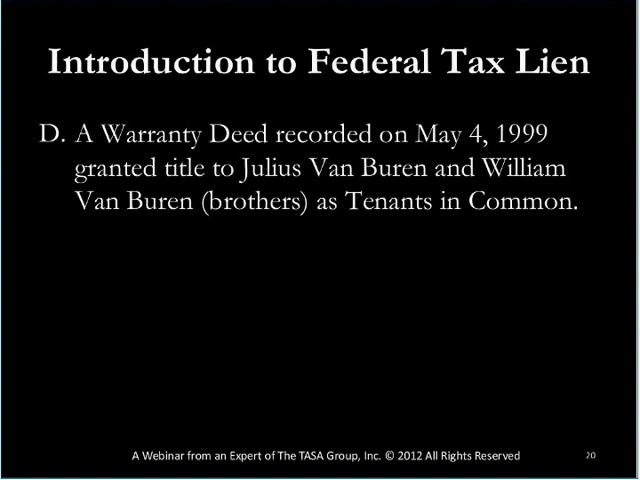 Introduction to Federal Tax Lien
D. A Warranty Deed recorded on May 4, 1999
granted title to Julius Van Buren and William
Van Buren (brothers) as Tenants in Common.
A Webinar from an Expert of The TASA Group, Inc. © 2012 All Rights Reserved
20